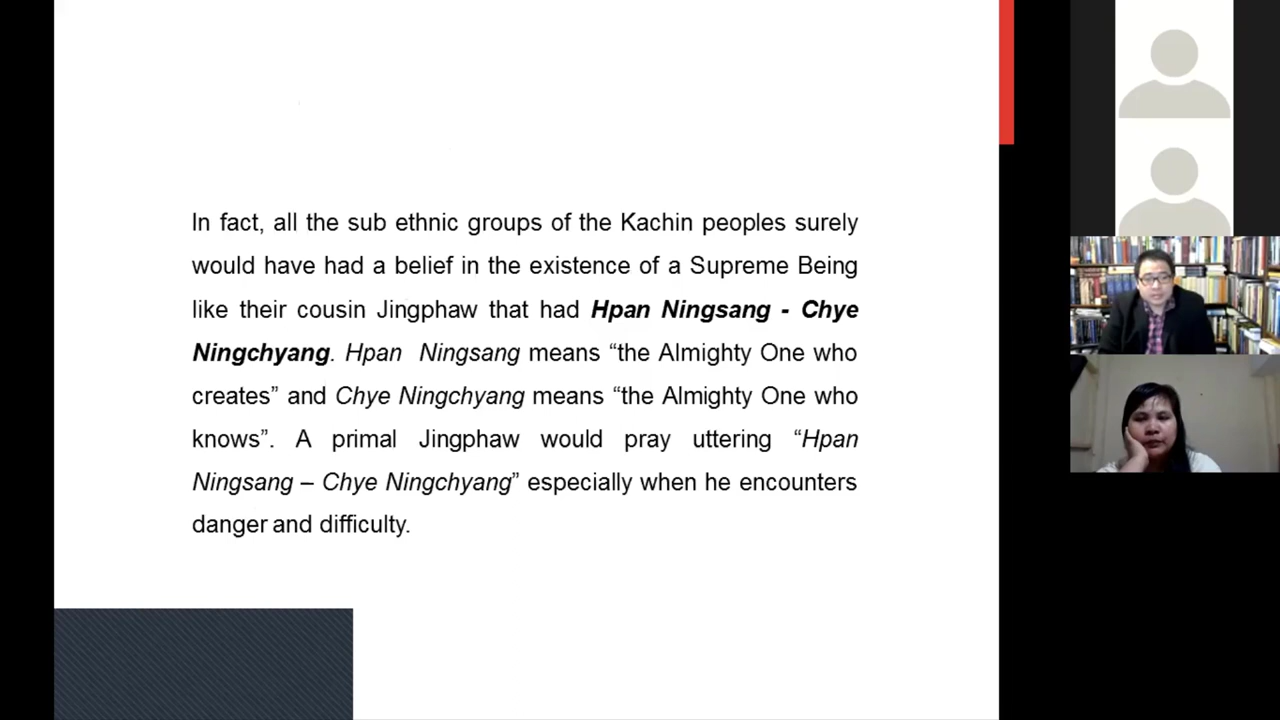 In fact, all the sub ethnic groups of the Kachin peoples surely
would have had a belief in the existence of a Supreme Being
like their cousin Jingphaw that had Hpan Ningsang - Chye
Ningchyang. Hpan Ningsang means “the Almighty One who
creates” and Chye Ningchyang means “the Almighty One who
knows”. A primal Jingphaw would pray uttering “Hpan
Ningsang – Chye Ningchyang” especially when he encounters
danger and difficulty.